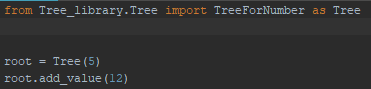 from Tree_library.Tree import TreeForNumber as Tree
root = Tree(5)
root.add_value(12)